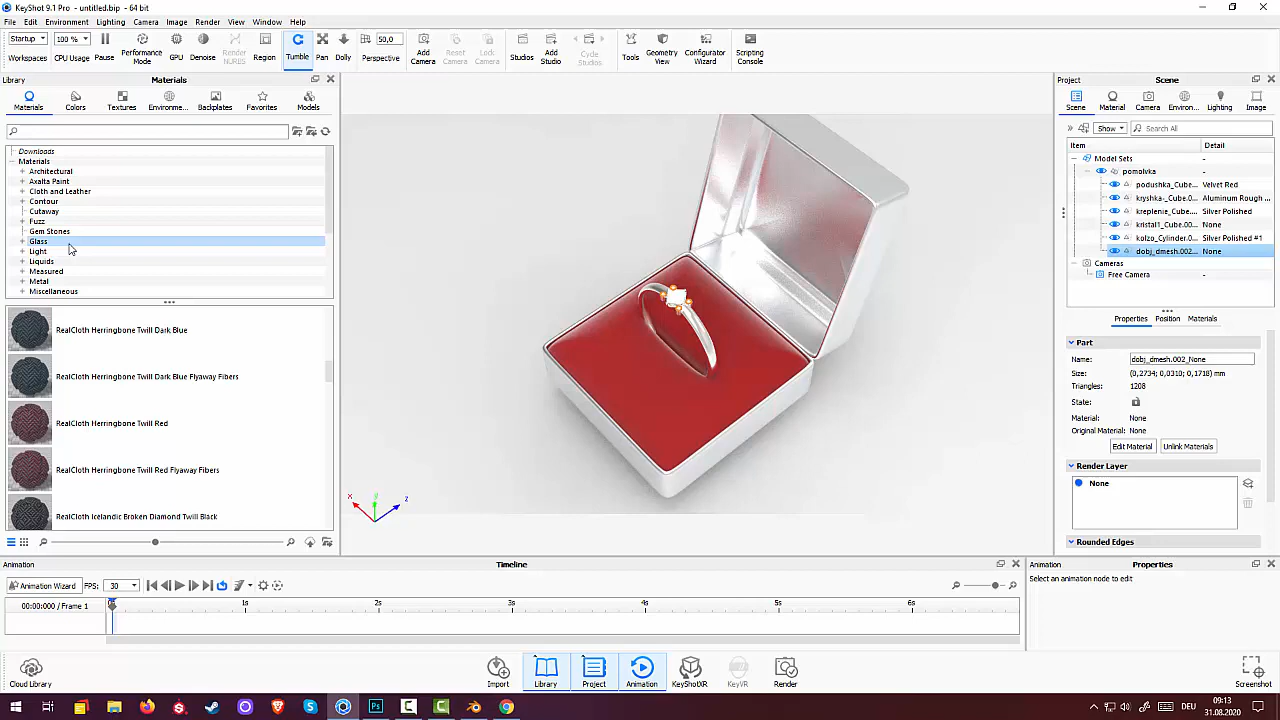 KeyShot 9.1 Pro - untitled.bip - 64 bit
File Edit Environment Lighting Camera Image Render View Window Help
Startup 100 % 50,0
Workspaces CPU Usage Pause Performance Mode GPU Denoise Render NURBS Region Tumble Pan Dolly Perspective Add Camera Reset Camera Lock Camera Studios Add Studio Cycle Studios Tools Geometry View Configurator Wizard Scripting Console
Library Materials
Materials Colors Textures Environme... Backplates Favorites Models
Downloads
Materials
Architectural
Axalta Paint
Cloth and Leather
Contour
Cutaway
Fuzz
Gem Stones
Glass
Light
Liquids
Measured
Metal
Miscellaneous
RealCloth Herringbone Twill Dark Blue
RealCloth Herringbone Twill Dark Blue Flyaway Fibers
RealCloth Herringbone Twill Red
RealCloth Herringbone Twill Red Flyaway Fibers
RealCloth Icelandic Broken Diamond Twill Black
X Y Z
Project Scene
Scene Material Camera Environ... Lighting Image
Show Search All
Item Detail
Model Sets -
pomolvka -
podushka_Cube.... Velvet Red
kryshka-_Cube.... Aluminum Rough ...
kreplenie_Cube.... Silver Polished
kristal1_Cube.00... None
kolzo_Cylinder.0... Silver Polished #1
dobj_dmesh.002... None
Cameras -
Free Camera -
Properties Position Materials
Part
Name: dobj_dmesh.002_None
Size: (0,2734; 0,0310; 0,1718) mm
Triangles: 1208
State:
Material: None
Original Material: None
Edit Material Unlink Materials
Render Layer
None
Rounded Edges
Animation Timeline
Animation Wizard FPS: 30
00:00:000 / Frame 1 1s 2s 3s 4s 5s 6s
Animation Properties
Select an animation node to edit
Cloud Library Import Library Project Animation KeyShotXR KeyVR Render Screenshot
Ps
DEU
09:13
31.08.2020